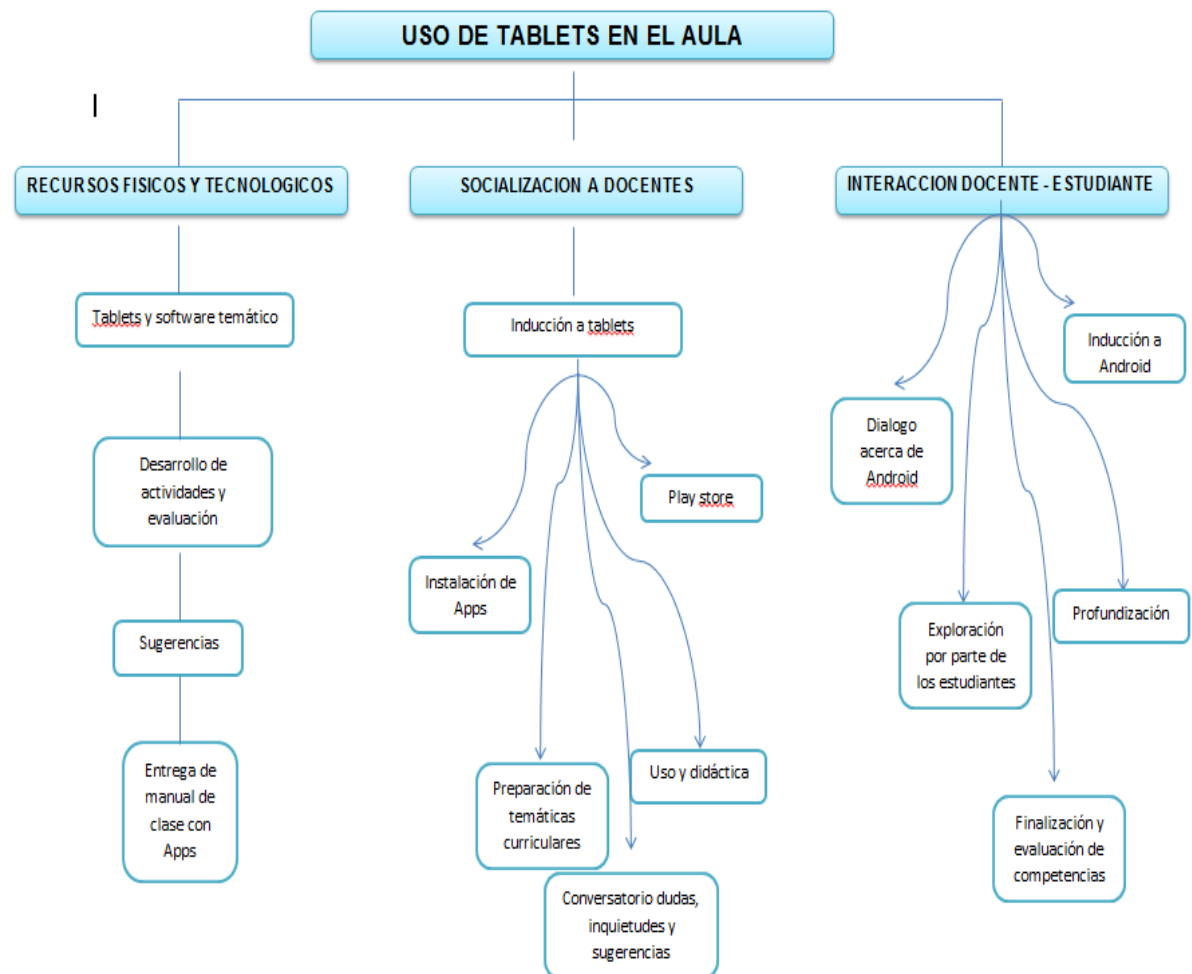 USO DE TABLETS EN EL AULA
RECURSOS FISICOS Y TECNOLOGICOS
Tablets y software temático
Desarrollo de
actividades y
evaluación
Sugerencias
Entrega de
manual de
clase con
Apps
SOCIALIZACION A DOCENTES
Inducción a tablets
Play store
Instalación de
Apps
Uso y didáctica
Preparación de
temáticas
curriculares
Conversatorio dudas,
inquietudes y
sugerencias
INTERACCION DOCENTE - ESTUDIANTE
Inducción a
Android
Dialogo
acerca de
Android
Profundización
Exploración
por parte de
los estudiantes
Finalización y
evaluación de
competencias